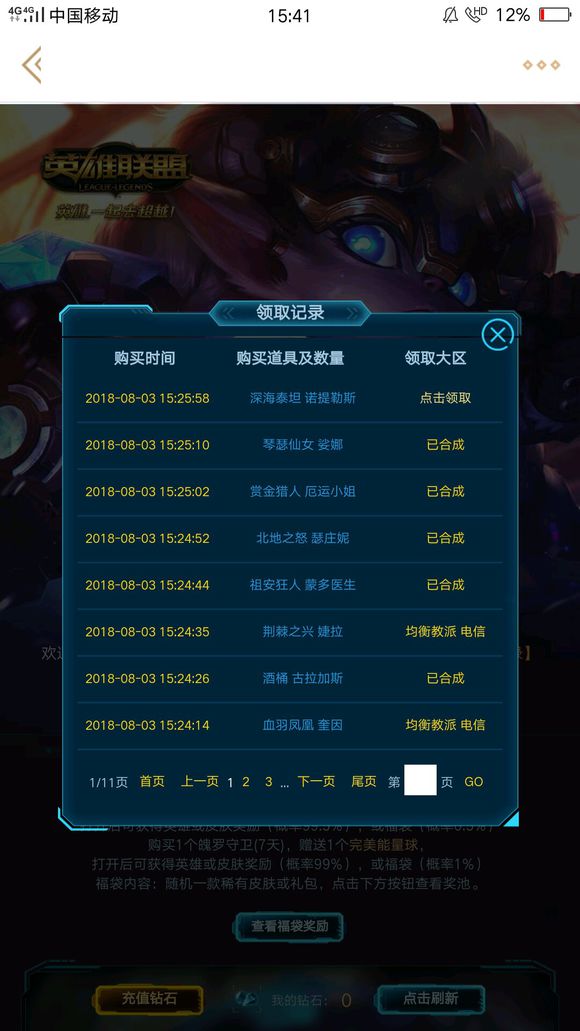 4G 4G 中国移动 15:41 HD 12%
英雄联盟
LEAGUE OF LEGENDS
英雄,一起去超越!
领取记录
购买时间 购买道具及数量 领取大区
2018-08-03 15:25:58 深海泰坦 诺提勒斯 点击领取
2018-08-03 15:25:10 琴瑟仙女 娑娜 已合成
2018-08-03 15:25:02 赏金猎人 厄运小姐 已合成
2018-08-03 15:24:52 北地之怒 瑟庄妮 已合成
2018-08-03 15:24:44 祖安狂人 蒙多医生 已合成
2018-08-03 15:24:35 荆棘之兴 婕拉 均衡教派 电信
欢
2018-08-03 15:24:26 酒桶 古拉加斯 已合成
2018-08-03 15:24:14 血羽凤凰 奎因 均衡教派 电信
1/11页 首页 上一页 1 2 3 ... 下一页 尾页 第 页 GO
打开后可获得英雄或皮肤奖励（概率99.5%），或福袋（概率0.5%）
购买1个魄罗守卫(7天)，赠送1个完美能量球，
打开后可获得英雄或皮肤奖励（概率99%），或福袋（概率1%）
福袋内容：随机一款稀有皮肤或礼包，点击下方按钮查看奖池。
查看福袋奖励
充值钻石 我的钻石： 0 点击刷新